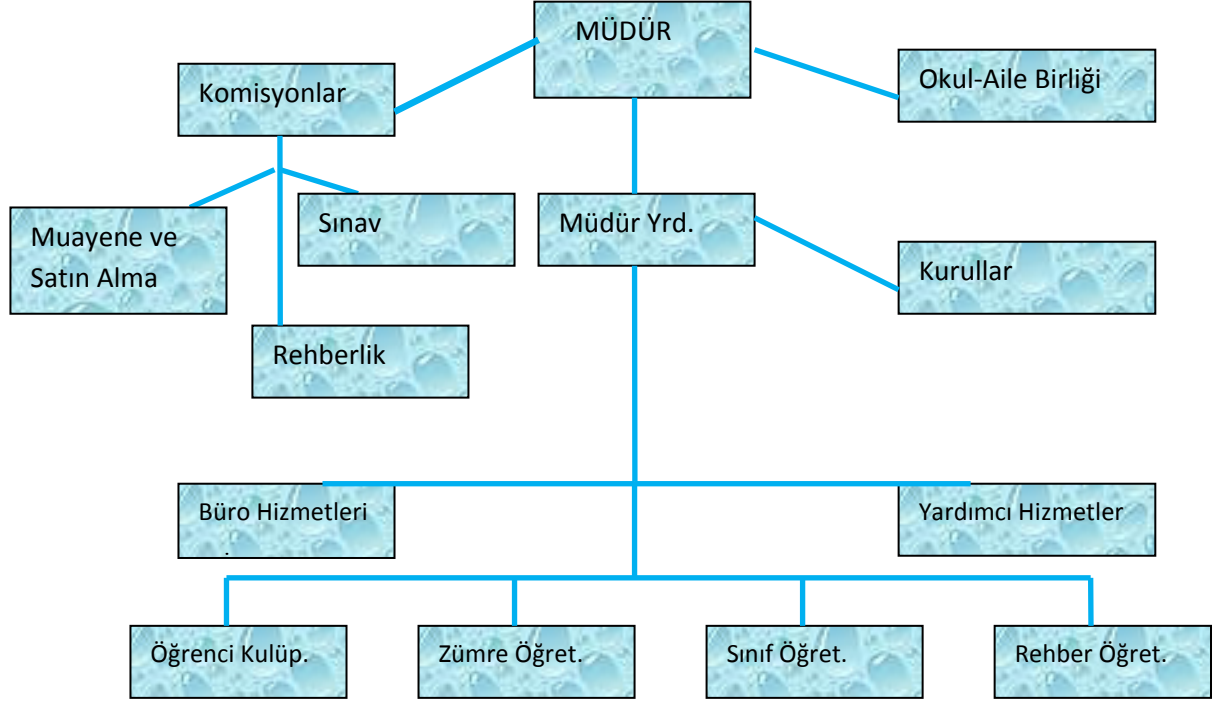 MÜDÜR
Komisyonlar
Okul-Aile Birliği
Muayene ve
Satın Alma
Sınav
Müdür Yrd.
Kurullar
Rehberlik
Büro Hizmetleri
Yardımcı Hizmetler
Öğrenci Kulüp.
Zümre Öğret.
Sınıf Öğret.
Rehber Öğret.